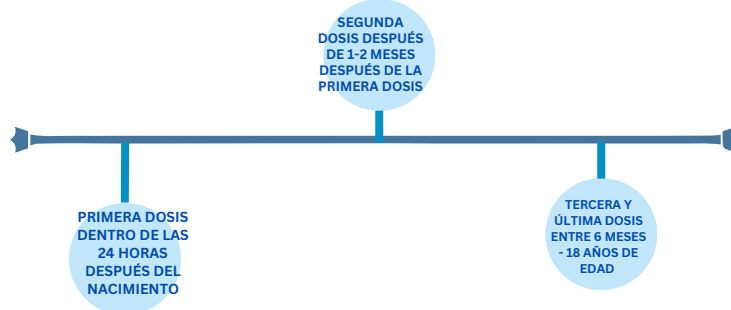 SEGUNDA
DOSIS DESPUÉS
DE 1-2 MESES
DESPUÉS DE LA
PRIMERA DOSIS
PRIMERA DOSIS
DENTRO DE LAS
24 HORAS
DESPUÉS DEL
NACIMIENTO
TERCERA Y
ÚLTIMA DOSIS
ENTRE 6 MESES
- 18 AÑOS DE
EDAD